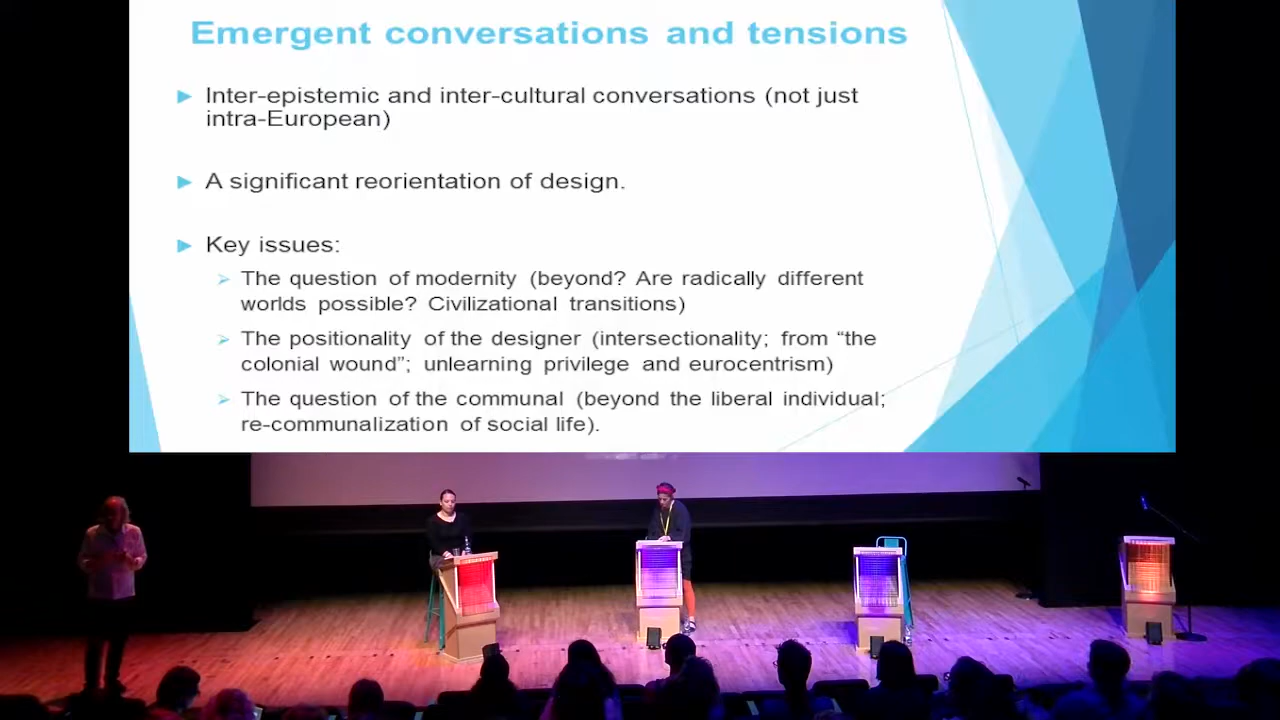 Emergent conversations and tensions
► Inter-epistemic and inter-cultural conversations (not just
intra-European)
► A significant reorientation of design.
► Key issues:
➢ The question of modernity (beyond? Are radically different
worlds possible? Civilizational transitions)
➢ The positionality of the designer (intersectionality; from “the
colonial wound”; unlearning privilege and eurocentrism)
➢ The question of the communal (beyond the liberal individual;
re-communalization of social life).